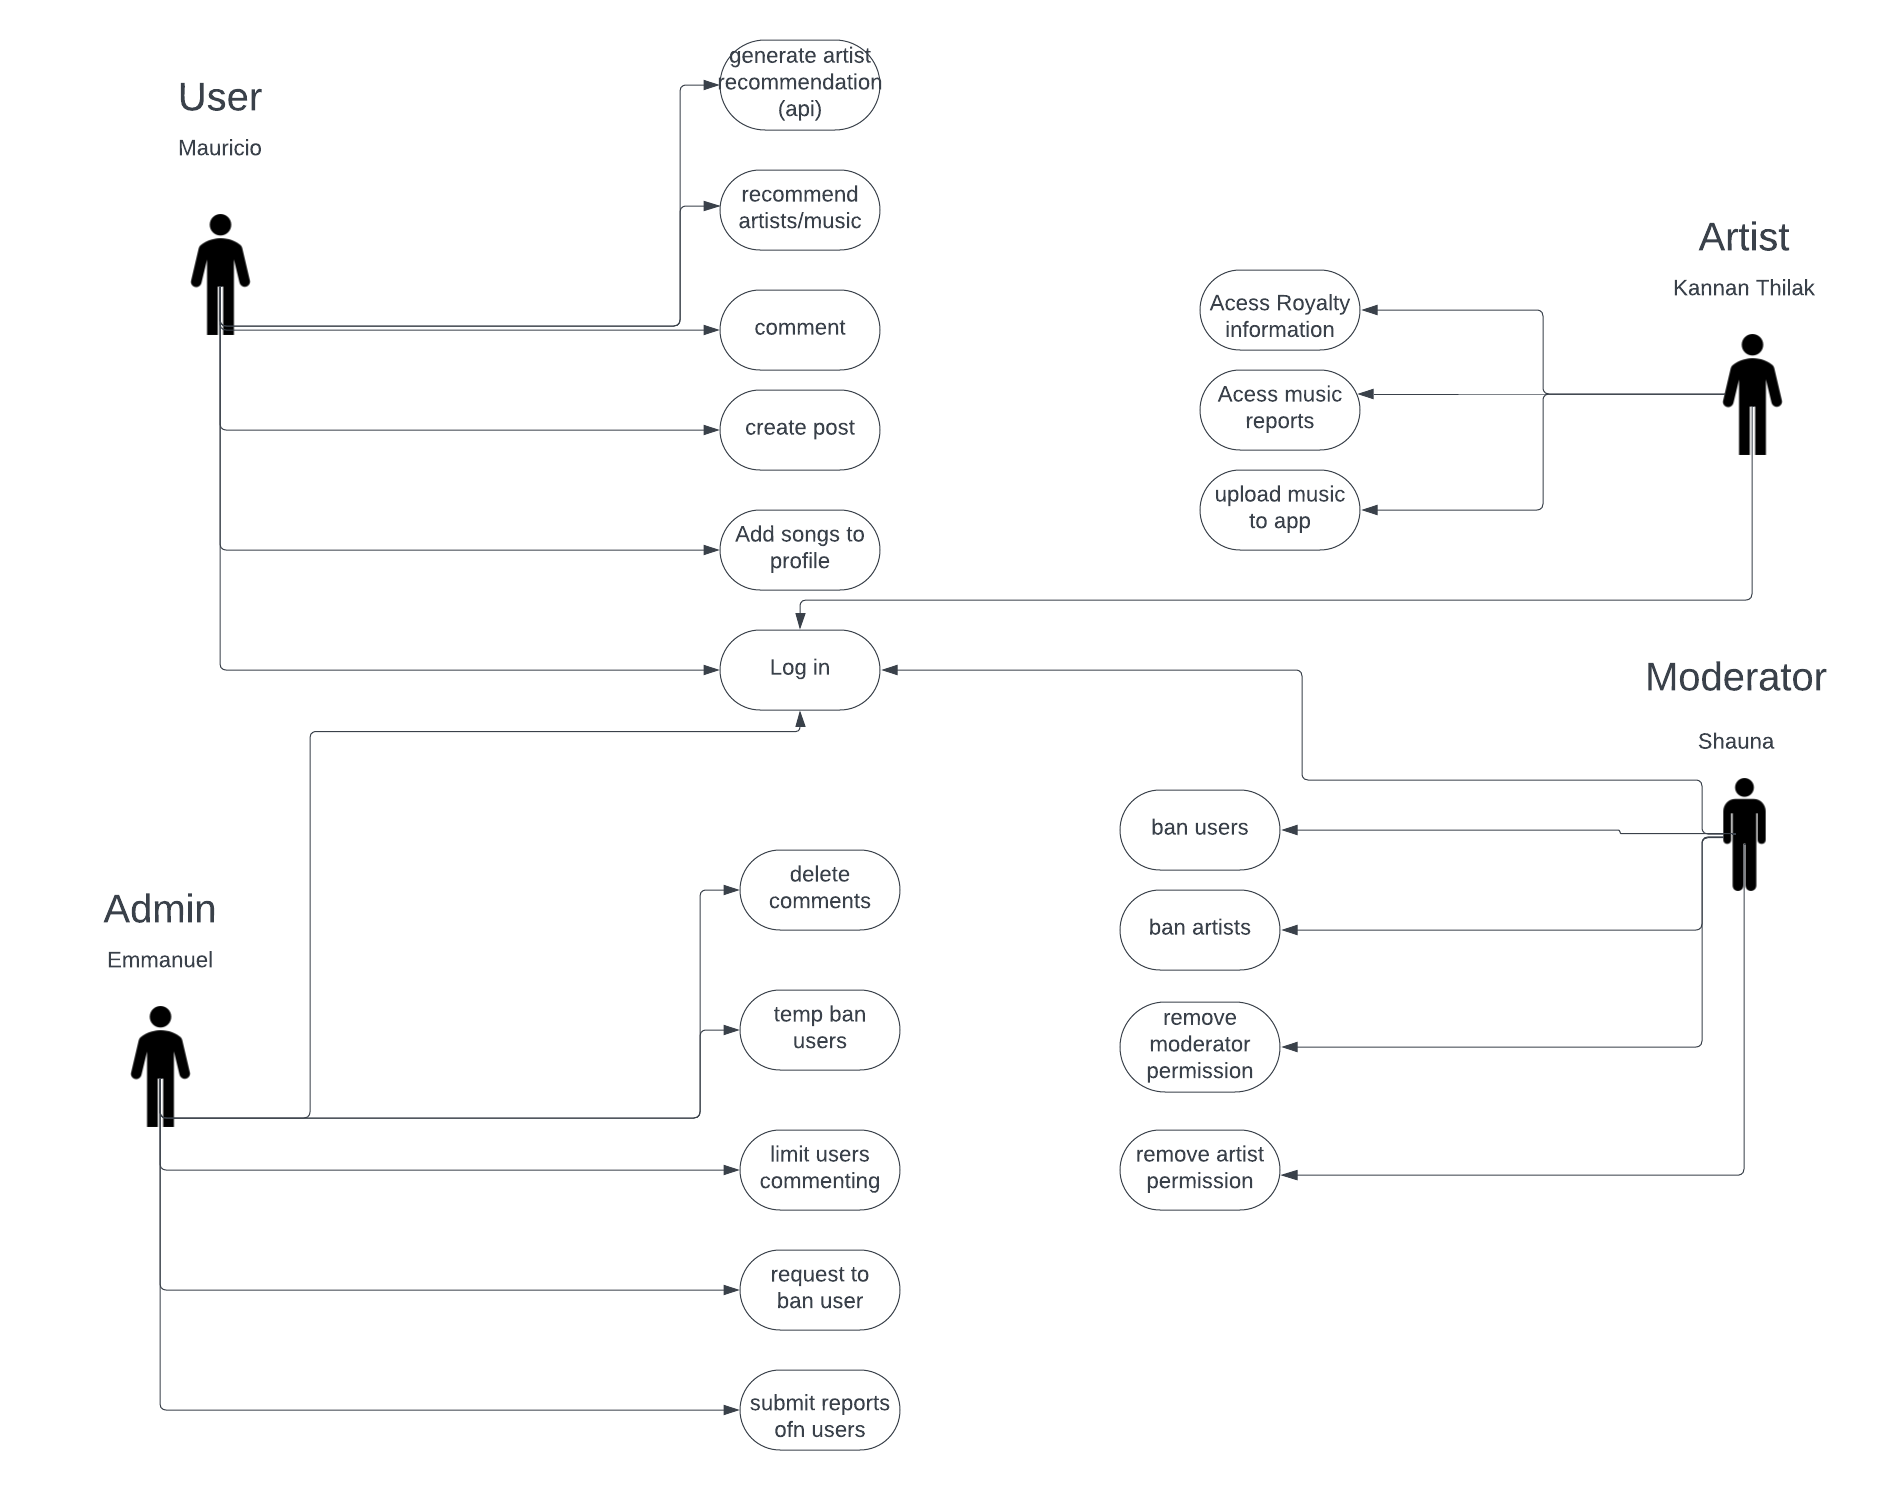 User
Mauricio
generate artist
recommendation
(api)
recommend
artists/music
comment
create post
Add songs to
profile
Log in
Artist
Kannan Thilak
Acess Royalty
information
Acess music
reports
upload music
to app
Moderator
Shauna
ban users
ban artists
remove
moderator
permission
remove artist
permission
Admin
Emmanuel
delete
comments
temp ban
users
limit users
commenting
request to
ban user
submit reports
ofn users